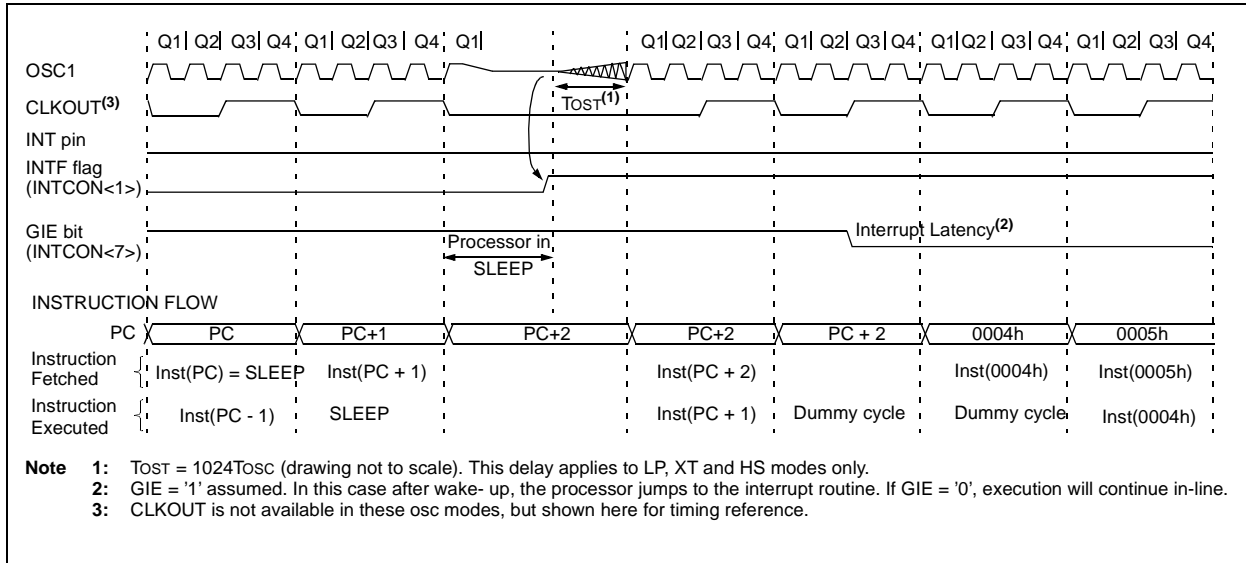 Q1| Q2| Q3| Q4| Q1| Q2| Q3| Q4| Q1| Q1| Q2| Q3| Q4| Q1| Q2| Q3| Q4| Q1| Q2| Q3| Q4| Q1| Q2| Q3| Q4
OSC1
TOST(1)
CLKOUT(3)
INT pin
INTF flag
(INTCON<1>)
GIE bit
(INTCON<7>)
Interrupt Latency(2)
Processor in
SLEEP
INSTRUCTION FLOW
PC PC PC+1 PC+2 PC+2 PC + 2 0004h 0005h
Instruction
Fetched
Inst(PC) = SLEEP Inst(PC + 1) Inst(PC + 2) Inst(0004h) Inst(0005h)
Instruction
Executed
Inst(PC - 1) SLEEP Inst(PC + 1) Dummy cycle Dummy cycle Inst(0004h)
Note 1: TOST = 1024TOSC (drawing not to scale). This delay applies to LP, XT and HS modes only.
2: GIE = '1' assumed. In this case after wake- up, the processor jumps to the interrupt routine. If GIE = '0', execution will continue in-line.
3: CLKOUT is not available in these osc modes, but shown here for timing reference.